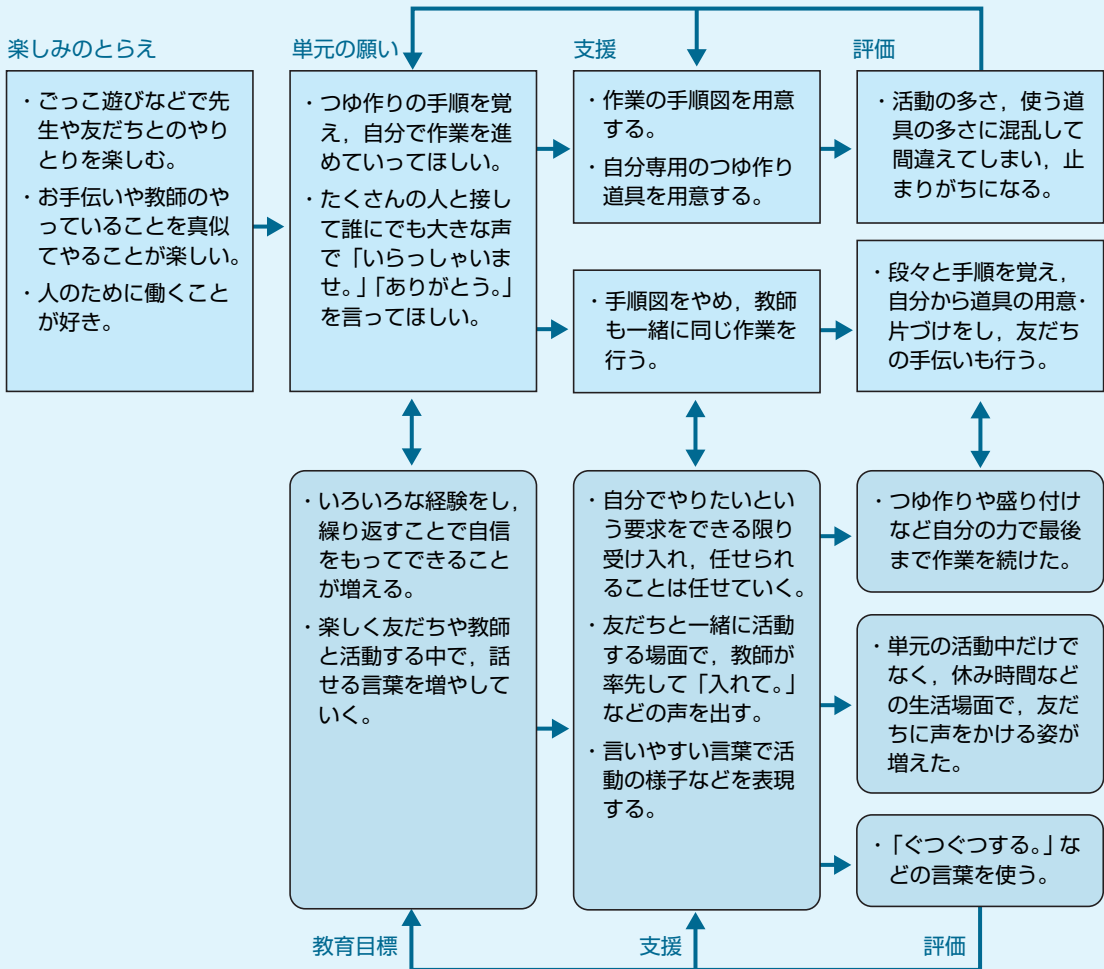 楽しみのとらえ
・ごっこ遊びなどで先
生や友だちとのやり
とりを楽しむ。
・お手伝いや教師のや
っていることを真似
てやることが楽しい。
・人のために働くこと
が好き。
単元の願い
・つゆ作りの手順を覚
え，自分で作業を進
めていってほしい。
・たくさんの人と接し
て誰にでも大きな声
で「いらっしゃいま
せ。」「ありがとう。」
を言ってほしい。
支援
・作業の手順図を用意
する。
・自分専用のつゆ作り
道具を用意する。
・手順図をやめ，教師
も一緒に同じ作業を
行う。
評価
・活動の多さ，使う道
具の多さに混乱して
間違えてしまい，止
まりがちになる。
・段々と手順を覚え，
自分から道具の用意・
片づけをし，友だち
の手伝いも行う。
・いろいろな経験をし，
繰り返すことで自信
をもってできること
が増える。
・楽しく友だちや教師
と活動する中で，話
せる言葉を増やして
いく。
教育目標
・自分でやりたいとい
う要求をできる限り
受け入れ，任せられ
ることは任せていく。
・友だちと一緒に活動
する場面で，教師が
率先して「入れて。」
などの声を出す。
・言いやすい言葉で活
動の様子などを表現
する。
支援
・つゆ作りや盛り付け
など自分の力で最後
まで作業を続けた。
・単元の活動中だけで
なく，休み時間など
の生活場面で，友だ
ちに声をかける姿が
増えた。
・「ぐつぐつする。」な
どの言葉を使う。
評価